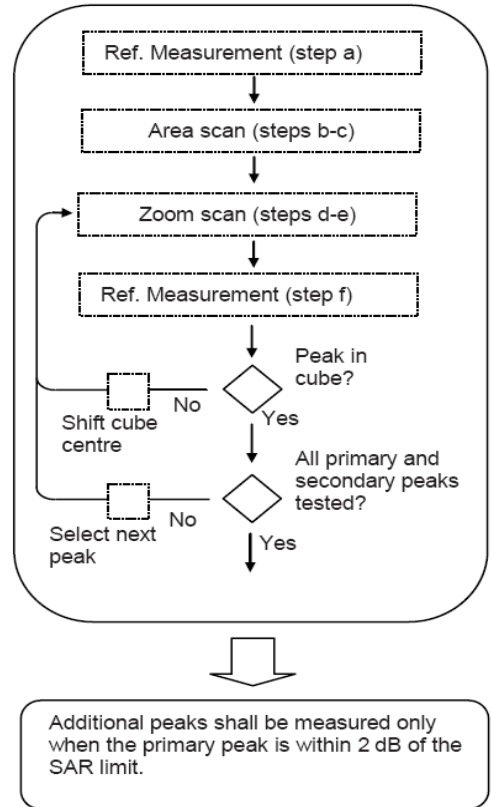 Ref. Measurement (step a)
Area scan (steps b-c)
Zoom scan (steps d-e)
Ref. Measurement (step f)
Peak in
cube?
No
Yes
Shift cube
centre
All primary and
secondary peaks
tested?
No
Yes
Select next
peak
Additional peaks shall be measured only
when the primary peak is within 2 dB of the
SAR limit.